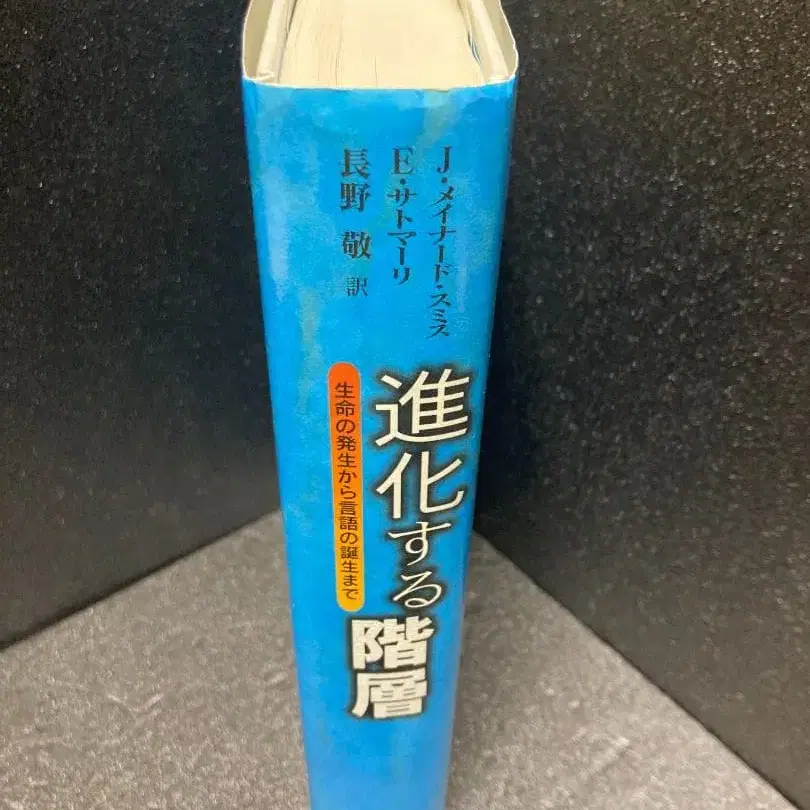 J・メイナード・スミス
E・サトマーリ
長野 敬 訳
進化する階層
生命の発生から言語の誕生まで